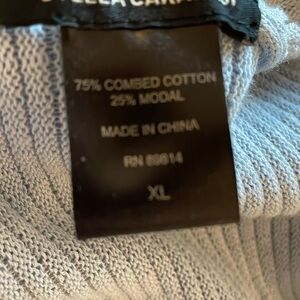 75% COMBED COTTON
25% MODAL
MADE IN CHINA
RN 89814
XL